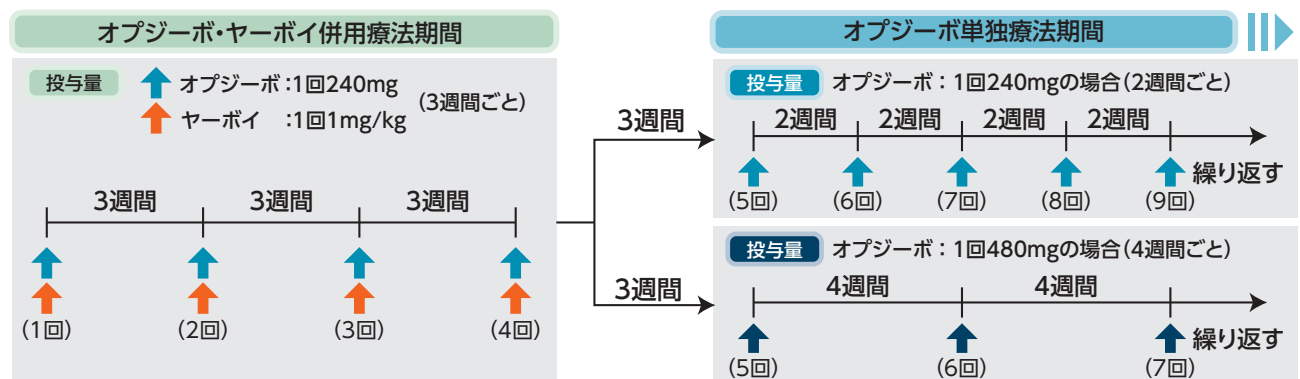 オプジーボ・ヤーボイ併用療法期間
投与量
オプジーボ：1回240mg
ヤーボイ ：1回1mg/kg
(3週間ごと)
3週間 3週間 3週間
(1回) (2回) (3回) (4回)
3週間
3週間
オプジーボ単独療法期間
投与量 オプジーボ：1回240mgの場合(2週間ごと)
2週間 2週間 2週間 2週間
繰り返す
(5回) (6回) (7回) (8回) (9回)
投与量 オプジーボ：1回480mgの場合(4週間ごと)
4週間 4週間
繰り返す
(5回) (6回) (7回)